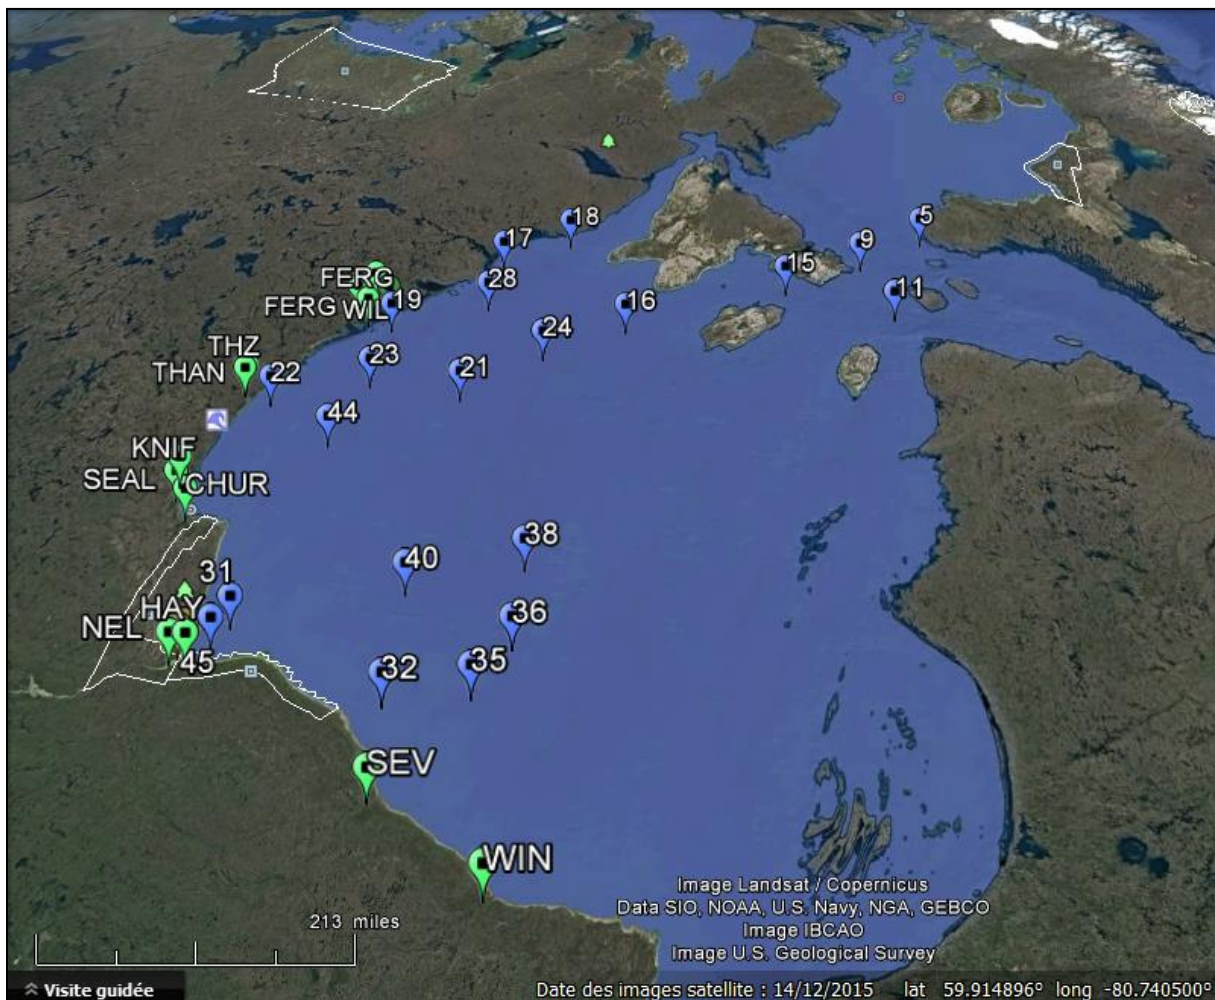 18
5
17
9
FERG
28
15
FERG WIL 19
16
11
24
THZ
23
THAN
22
21
44
KNIF
SEAL CHUR
38
40
31
HAY
36
NEL
45
32
35
SEV
WIN
Image Landsat / Copernicus
Data SIO, NOAA, U.S. Navy, NGA, GEBCO
213 miles
Image IBCAO
Image U.S. Geological Survey
Visite guidée
Date des images satellite : 14/12/2015 lat 59.914896° long -80.740500°